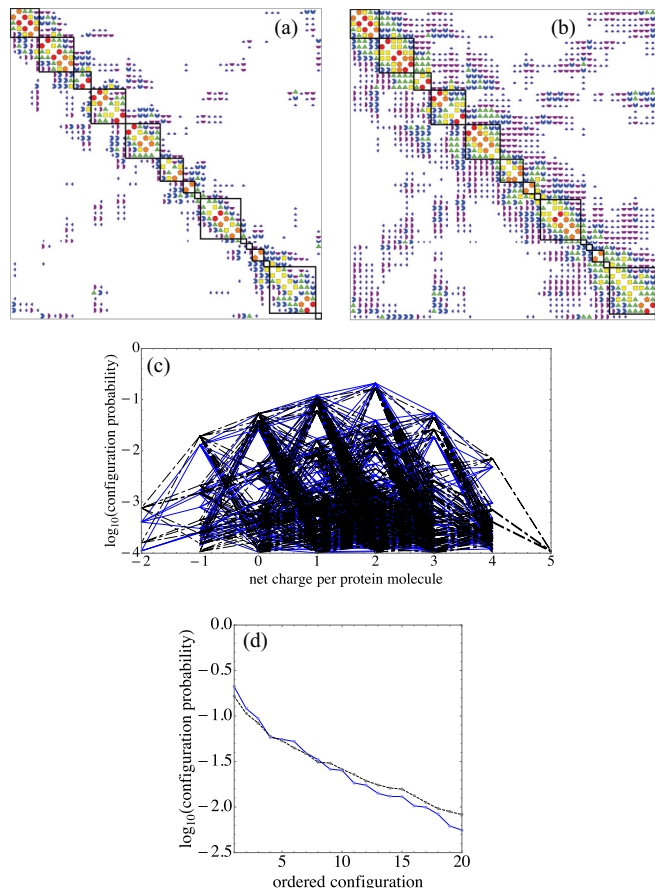 (a)
(b)
(c)
log10(configuration probability)
0
−1
−2
−3
−4
−2 −1 0 1 2 3 4 5
net charge per protein molecule
(d)
log10(configuration probability)
0.0
−0.5
−1.0
−1.5
−2.0
−2.5
5 10 15 20
ordered configuration